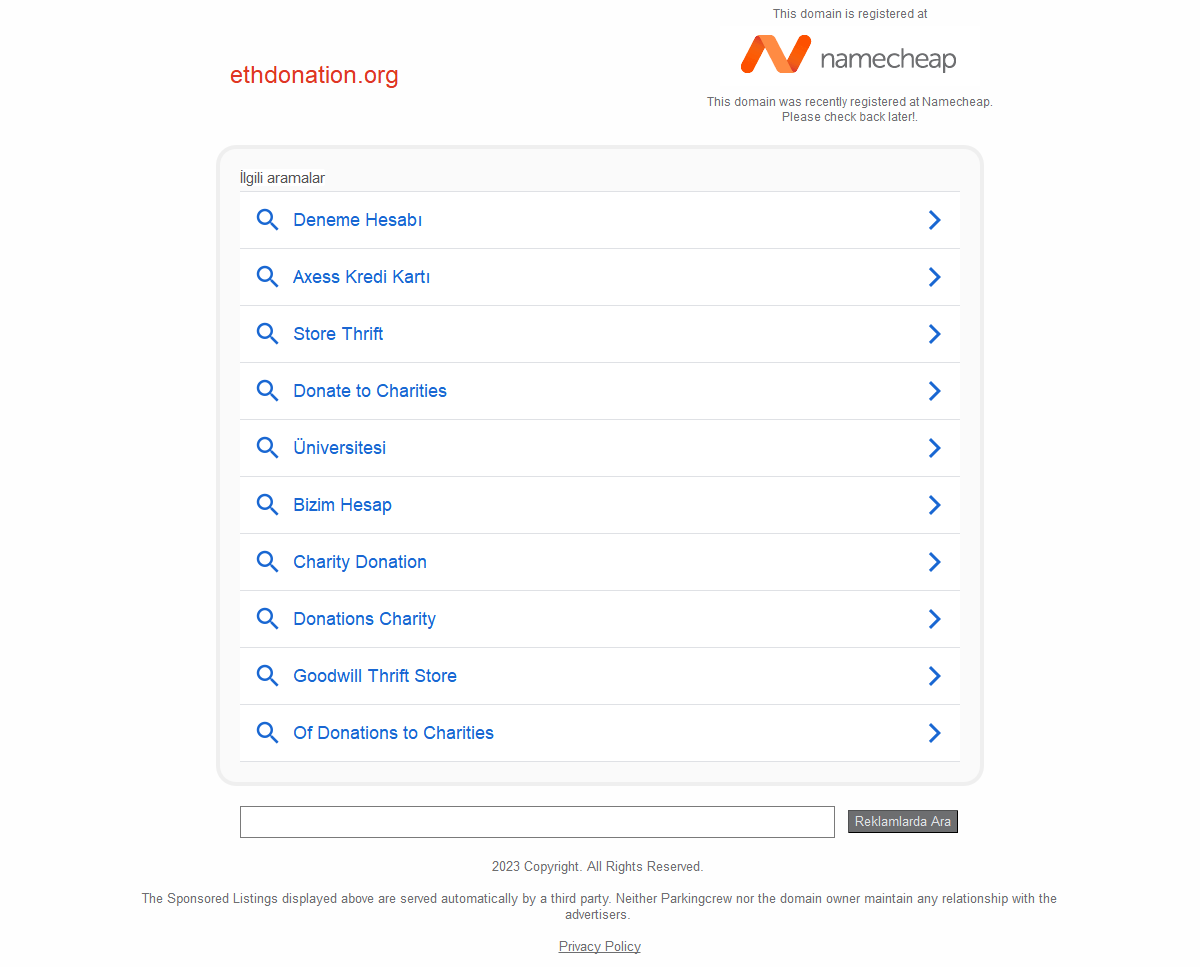 This domain is registered at
namecheap
ethdonation.org
This domain was recently registered at Namecheap.
Please check back later!.
İlgili aramalar
Deneme Hesabı
Axess Kredi Kartı
Store Thrift
Donate to Charities
Üniversitesi
Bizim Hesap
Charity Donation
Donations Charity
Goodwill Thrift Store
Of Donations to Charities
Reklamlarda Ara
2023 Copyright. All Rights Reserved.
The Sponsored Listings displayed above are served automatically by a third party. Neither Parkingcrew nor the domain owner maintain any relationship with the
advertisers.
Privacy Policy